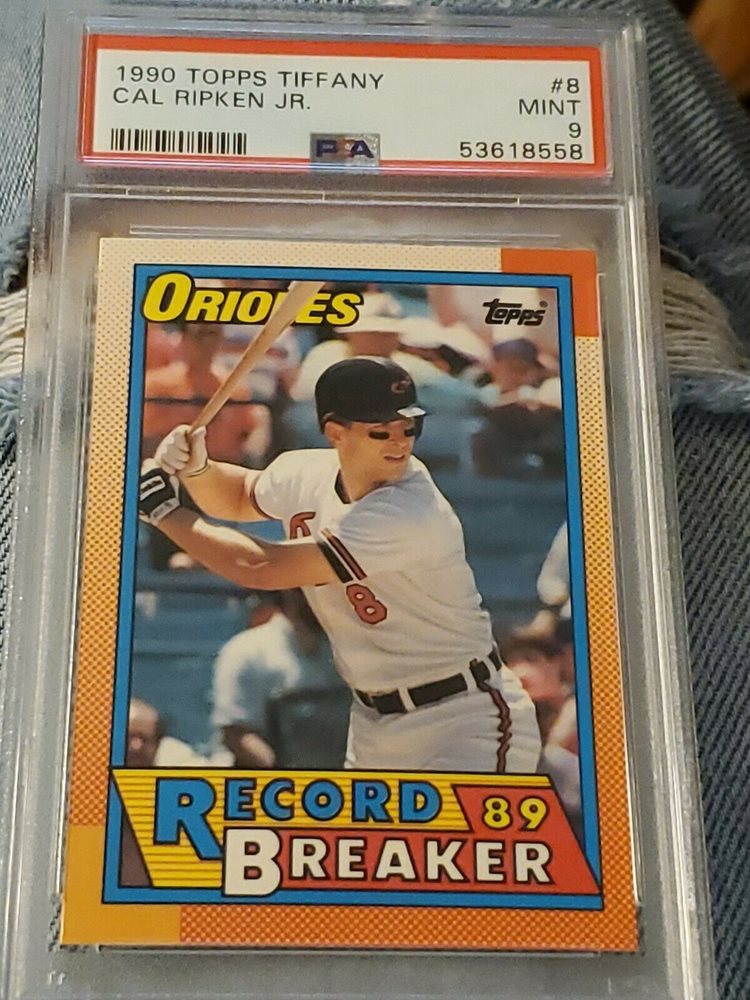 1990 TOPPS TIFFANY #8
CAL RIPKEN JR. MINT
9
PSA 53618558
ORIOLES topps®
8
RECORD 89
BREAKER